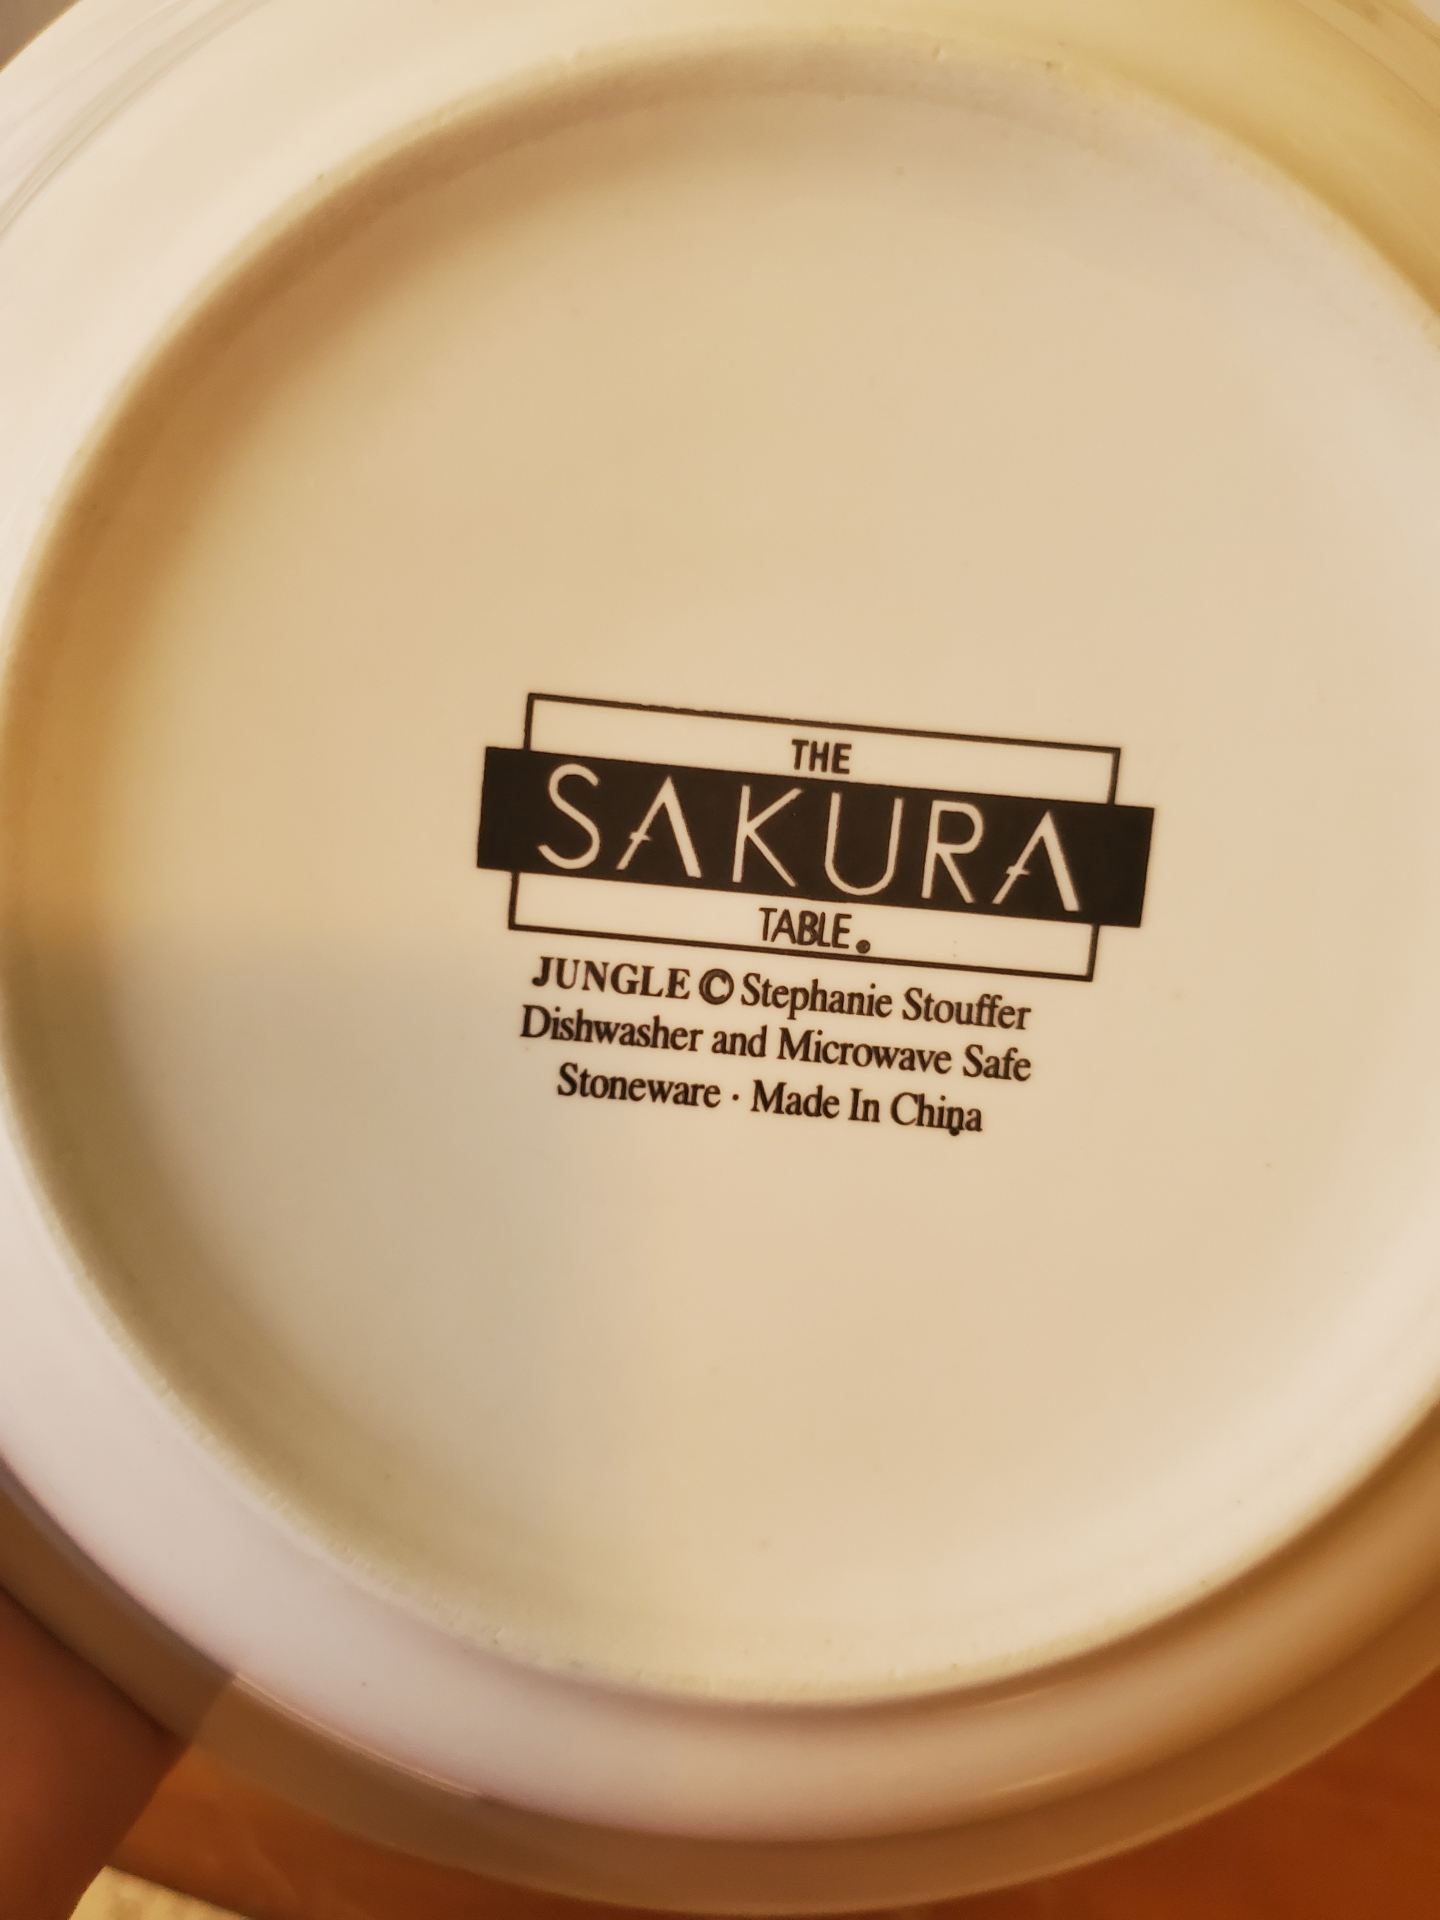 THE
SAKURA
TABLE®
JUNGLE © Stephanie Stouffer
Dishwasher and Microwave Safe
Stoneware · Made In China